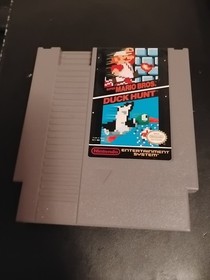 SUPER MARIO BROS.
DUCK HUNT
Nintendo
ENTERTAINMENT
SYSTEM